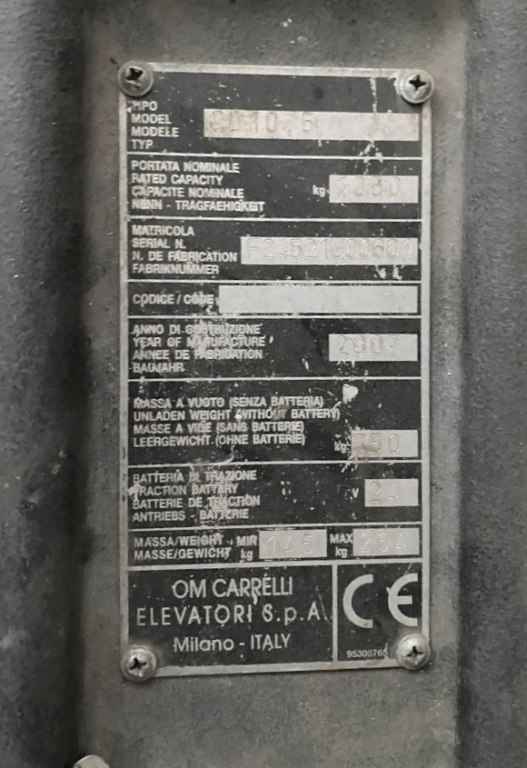 TIPO
MODEL
MODELE
TYP
PORTATA NOMINALE
RATED CAPACITY
CAPACITE NOMINALE
NENN - TRAGFAEHIGKEIT
kg
MATRICOLA
SERIAL N.
N. DE FABRICATION
FABRIKNUMMER
CODICE / CODE
ANNO DI COSTRUZIONE
YEAR OF MANUFACTURE
ANNEE DE FABRICATION
BAUJAHR
2007
MASSA A VUOTO (SENZA BATTERIA)
UNLADEN WEIGHT (WITHOUT BATTERY)
MASSE A VIDE (SANS BATTERIE)
LEERGEWICHT (OHNE BATTERIE)
kg
BATTERIA DI TRAZIONE
TRACTION BATTERY
BATTERIE DE TRACTION
ANTRIEBS - BATTERIE
V
MASSA/WEIGHT MIN MAX
MASSE/GEWICHT kg kg
OM CARRELLI
ELEVATORI S.p.A.
Milano - ITALY
CE